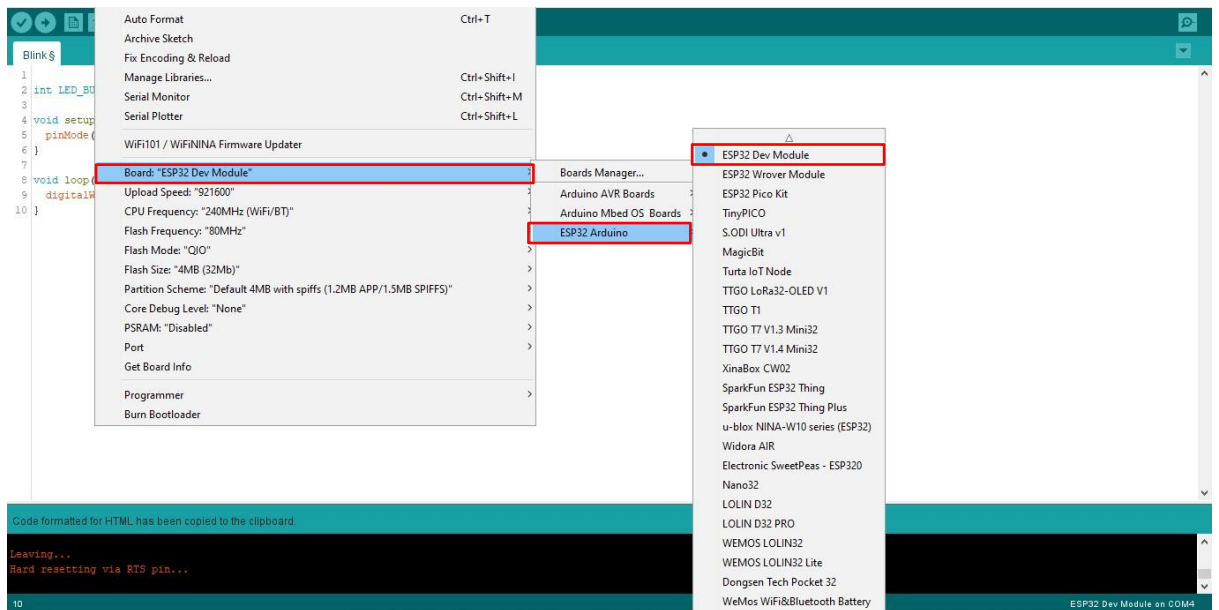 Blink §
1
2 int LED_BU
3
4 void setup
5 pinMode(
6 }
7
8 void loop(
9 digitalW
10 }
Auto Format Ctrl+T
Archive Sketch
Fix Encoding & Reload
Manage Libraries... Ctrl+Shift+I
Serial Monitor Ctrl+Shift+M
Serial Plotter Ctrl+Shift+L
WiFi101 / WiFiNINA Firmware Updater
Board: "ESP32 Dev Module"
Upload Speed: "921600"
CPU Frequency: "240MHz (WiFi/BT)"
Flash Frequency: "80MHz"
Flash Mode: "QIO"
Flash Size: "4MB (32Mb)"
Partition Scheme: "Default 4MB with spiffs (1.2MB APP/1.5MB SPIFFS)"
Core Debug Level: "None"
PSRAM: "Disabled"
Port
Get Board Info
Programmer
Burn Bootloader
Boards Manager...
Arduino AVR Boards
Arduino Mbed OS Boards
ESP32 Arduino
ESP32 Dev Module
ESP32 Wrover Module
ESP32 Pico Kit
TinyPICO
S.ODI Ultra v1
MagicBit
Turta IoT Node
TTGO LoRa32-OLED V1
TTGO T1
TTGO T7 V1.3 Mini32
TTGO T7 V1.4 Mini32
XinaBox CW02
SparkFun ESP32 Thing
SparkFun ESP32 Thing Plus
u-blox NINA-W10 series (ESP32)
Widora AIR
Electronic SweetPeas - ESP320
Nano32
LOLIN D32
LOLIN D32 PRO
WEMOS LOLIN32
WEMOS LOLIN32 Lite
Dongsen Tech Pocket 32
WeMos WiFi&Bluetooth Battery
Code formatted for HTML has been copied to the clipboard.
Leaving...
Hard resetting via RTS pin...
10
ESP32 Dev Module on COM4